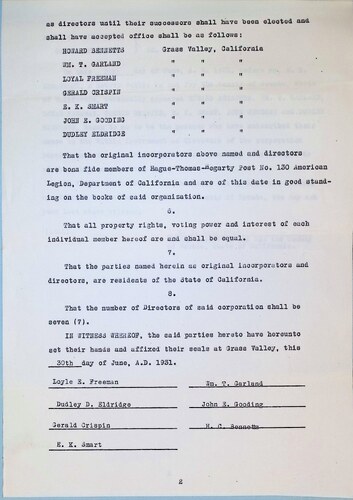 as directors until their successors shall have been elected and
shall have accepted office shall be as follows:
HOWARD BENNETTS Grass Valley, California
WM. T. GARLAND " " "
LOYAL FREEMAN " " "
GERALD CRISPIN " " "
E. K. SMART " " "
JOHN E. GOODING " " "
DUDLEY ELDRIDGE " " "
That the original incorporators above named and directors
are bona fide members of Hague-Thomas-Hegarty Post No. 130 American
Legion, Department of California and are of this date in good stand-
ing on the books of said organization.
6.
That all property rights, voting power and interest of each
individual member hereof are and shall be equal.
7.
That the parties named herein as original incorporators and
directors, are residents of the State of California.
8.
That the number of Directors of said corporation shall be
seven (7).
IN WITNESS WHEREOF, the said parties hereto have hereunto
set their hands and affixed their seals at Grass Valley, this
30th day of June, A.D. 1931.
Loyle E. Freeman Wm. T. Garland
Dudley D. Eldridge John E. Gooding
Gerald Crispin H. C. Bennetts
E. K. Smart
2